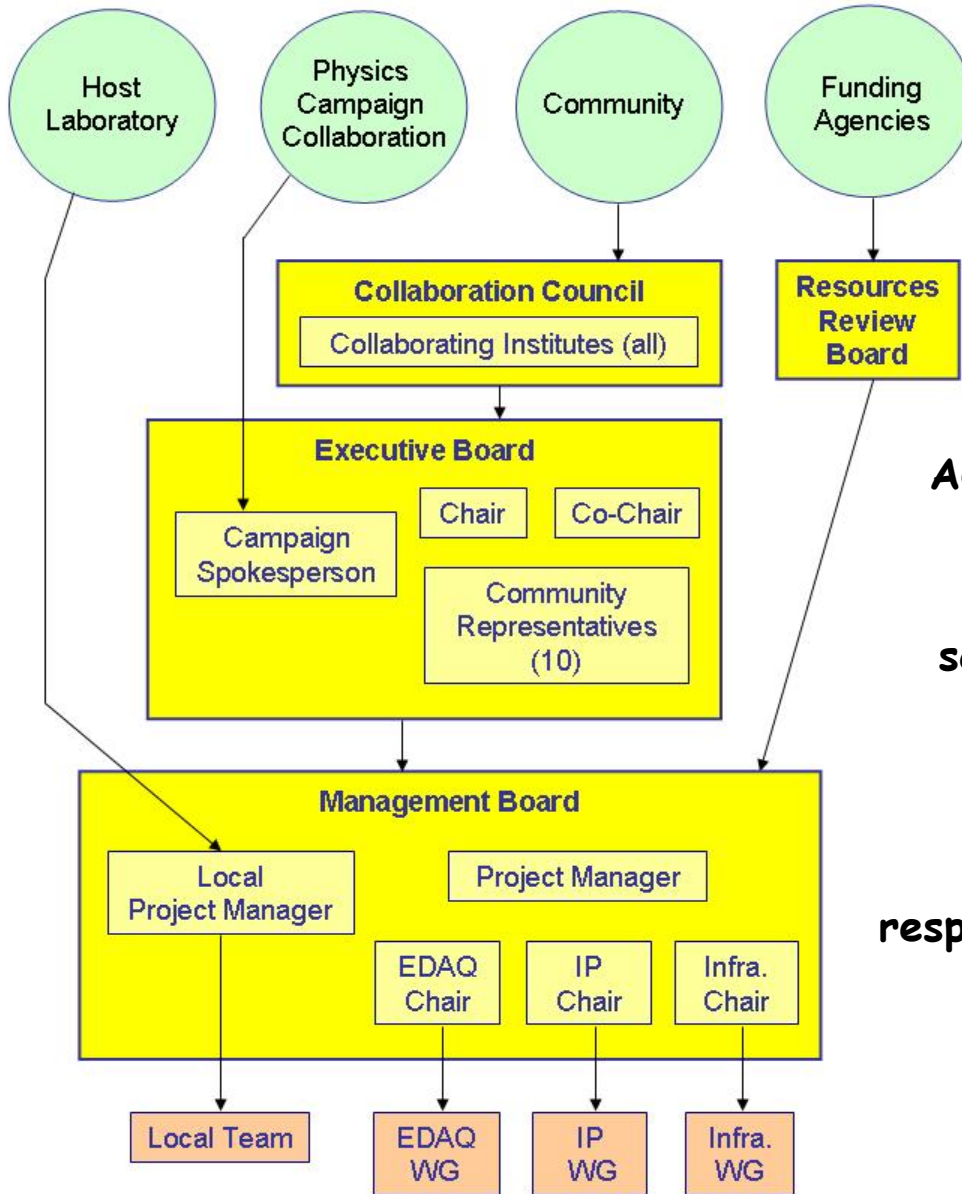 Host
Laboratory
Physics
Campaign
Collaboration
Community
Funding
Agencies
Collaboration Council
Collaborating Institutes (all)
Resources
Review
Board
Executive Board
Campaign
Spokesperson
Chair
Co-Chair
Community
Representatives
(10)
Management Board
Local
Project Manager
Project Manager
EDAQ
Chair
IP
Chair
Infra.
Chair
Local Team
EDAQ
WG
IP
WG
Infra.
WG
resp